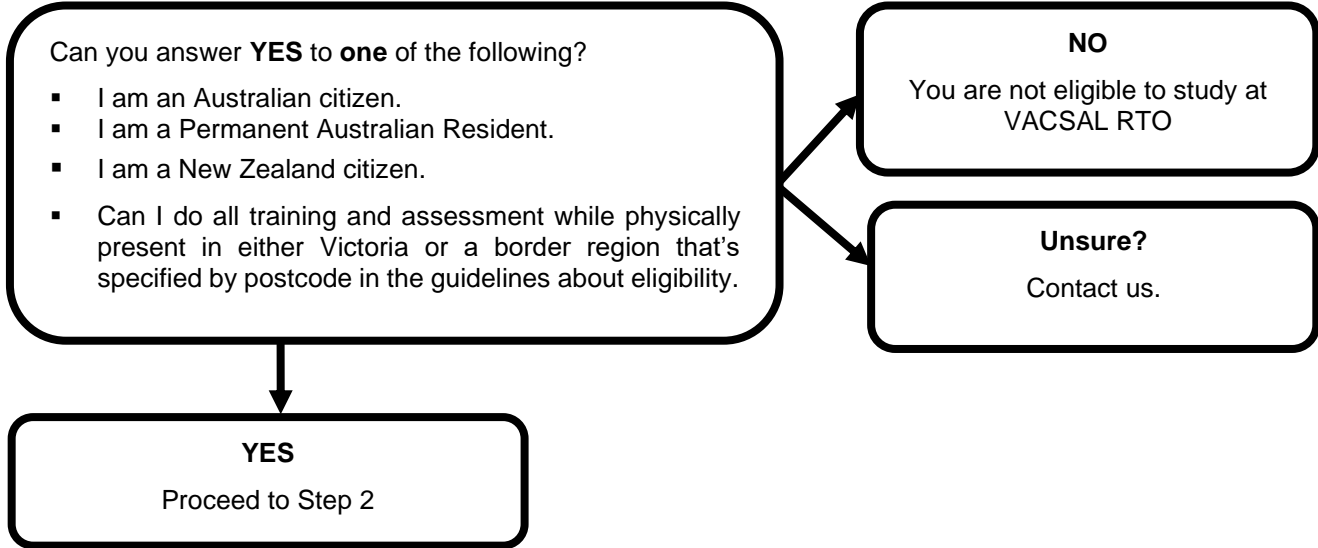 Can you answer YES to one of the following?
▪ I am an Australian citizen.
▪ I am a Permanent Australian Resident.
▪ I am a New Zealand citizen.
▪ Can I do all training and assessment while physically
present in either Victoria or a border region that's
specified by postcode in the guidelines about eligibility.
NO
You are not eligible to study at
VACSAL RTO
Unsure?
Contact us.
YES
Proceed to Step 2